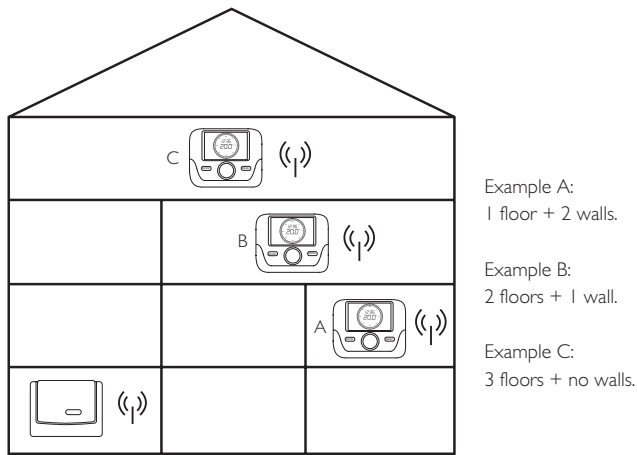 C
B
A
Example A:
1 floor + 2 walls.
Example B:
2 floors + 1 wall.
Example C:
3 floors + no walls.